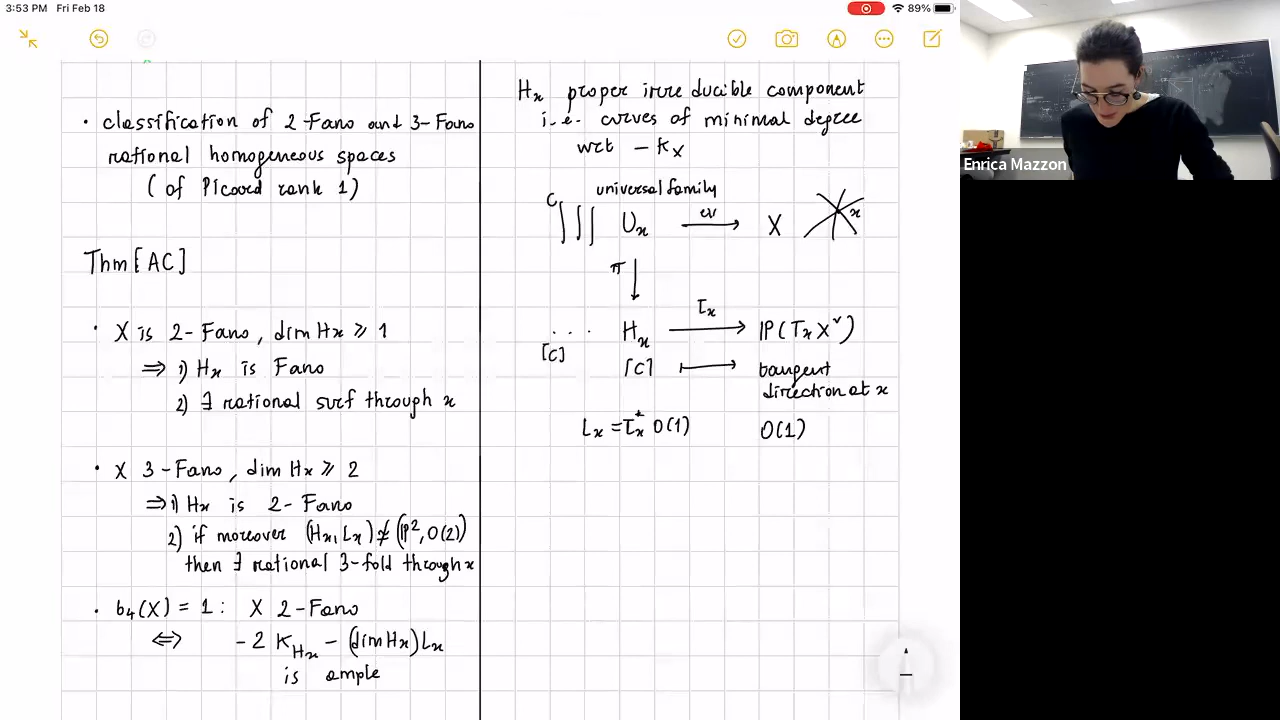 3:53 PM Fri Feb 18
89%
• classification of 2-Fano and 3-Fano
rational homogeneous spaces
(of Picard rank 1)
Thm [AC]
• X is 2-Fano, dim Hx ⩾ 1
⇒ 1) Hx is Fano
2) ∃ rational surf through x
• X 3-Fano, dim Hx ⩾ 2
⇒ 1) Hx is 2-Fano
2) if moreover (Hx, Lx) ≄ (ℙ², O(2))
then ∃ rational 3-fold through x
• b₄(X) = 1: X 2-Fano
⟺ -2 K_Hx - (dim Hx) Lx
is ample
Hx proper irreducible component
i.e. curves of minimal degree
wrt - K_X
universal family
C Ux ev → X x
π ↓
... Hx τx → ℙ(TxX^∨)
[C] [C] ↦ tangent
direction at x
Lx = τx* O(1) O(1)
Enrica Mazzon